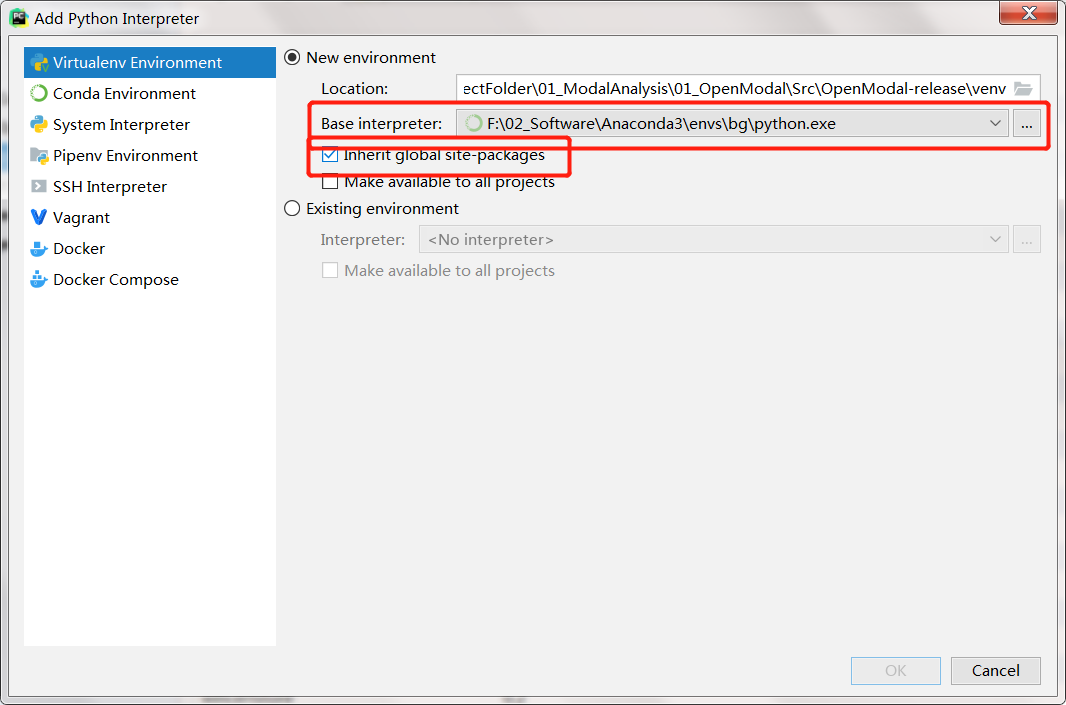 Add Python Interpreter
Virtualenv Environment
Conda Environment
System Interpreter
Pipenv Environment
SSH Interpreter
Vagrant
Docker
Docker Compose
New environment
Location: ectFolder\01_ModalAnalysis\01_OpenModal\Src\OpenModal-release\venv
Base interpreter: F:\02_Software\Anaconda3\envs\bg\python.exe ...
Inherit global site-packages
Make available to all projects
Existing environment
Interpreter: <No interpreter> ...
Make available to all projects
OK Cancel